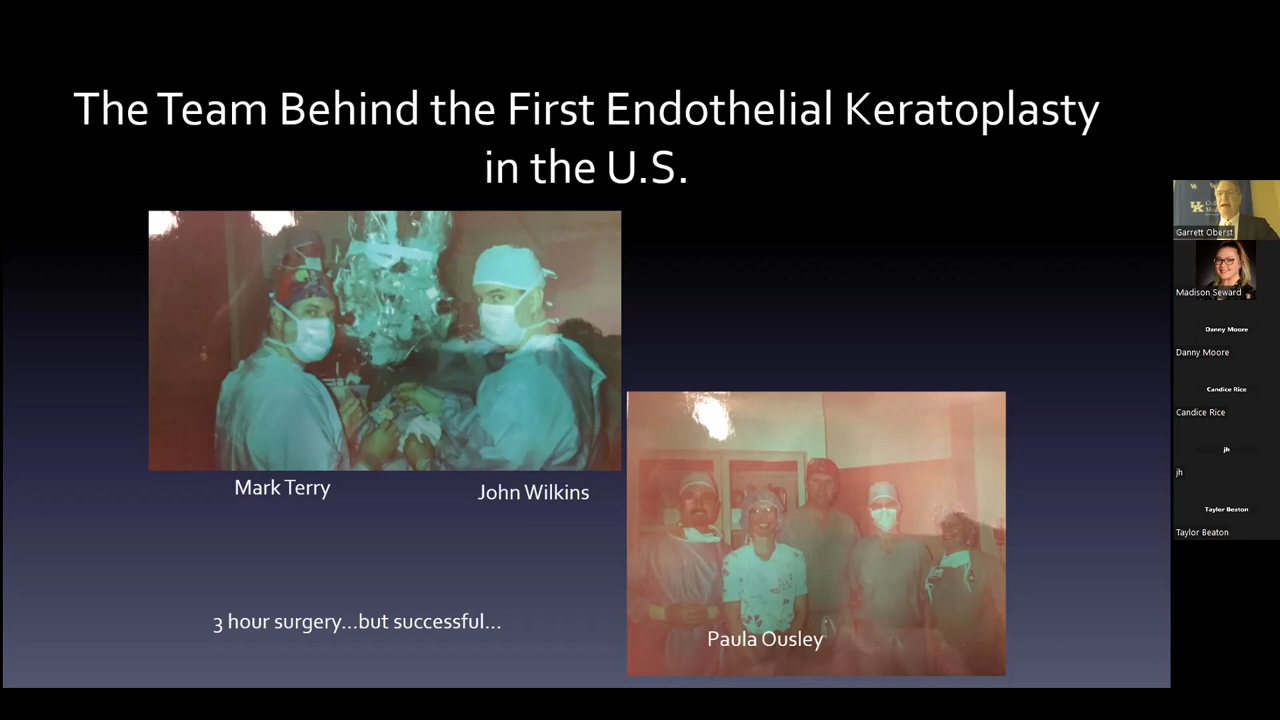 The Team Behind the First Endothelial Keratoplasty
in the U.S.
Mark Terry
John Wilkins
3 hour surgery...but successful...
Paula Ousley
UK
Garrett Oberst
Madison Seward
Danny Moore
Danny Moore
Candice Rice
Candice Rice
jh
jh
Taylor Beaton
Taylor Beaton